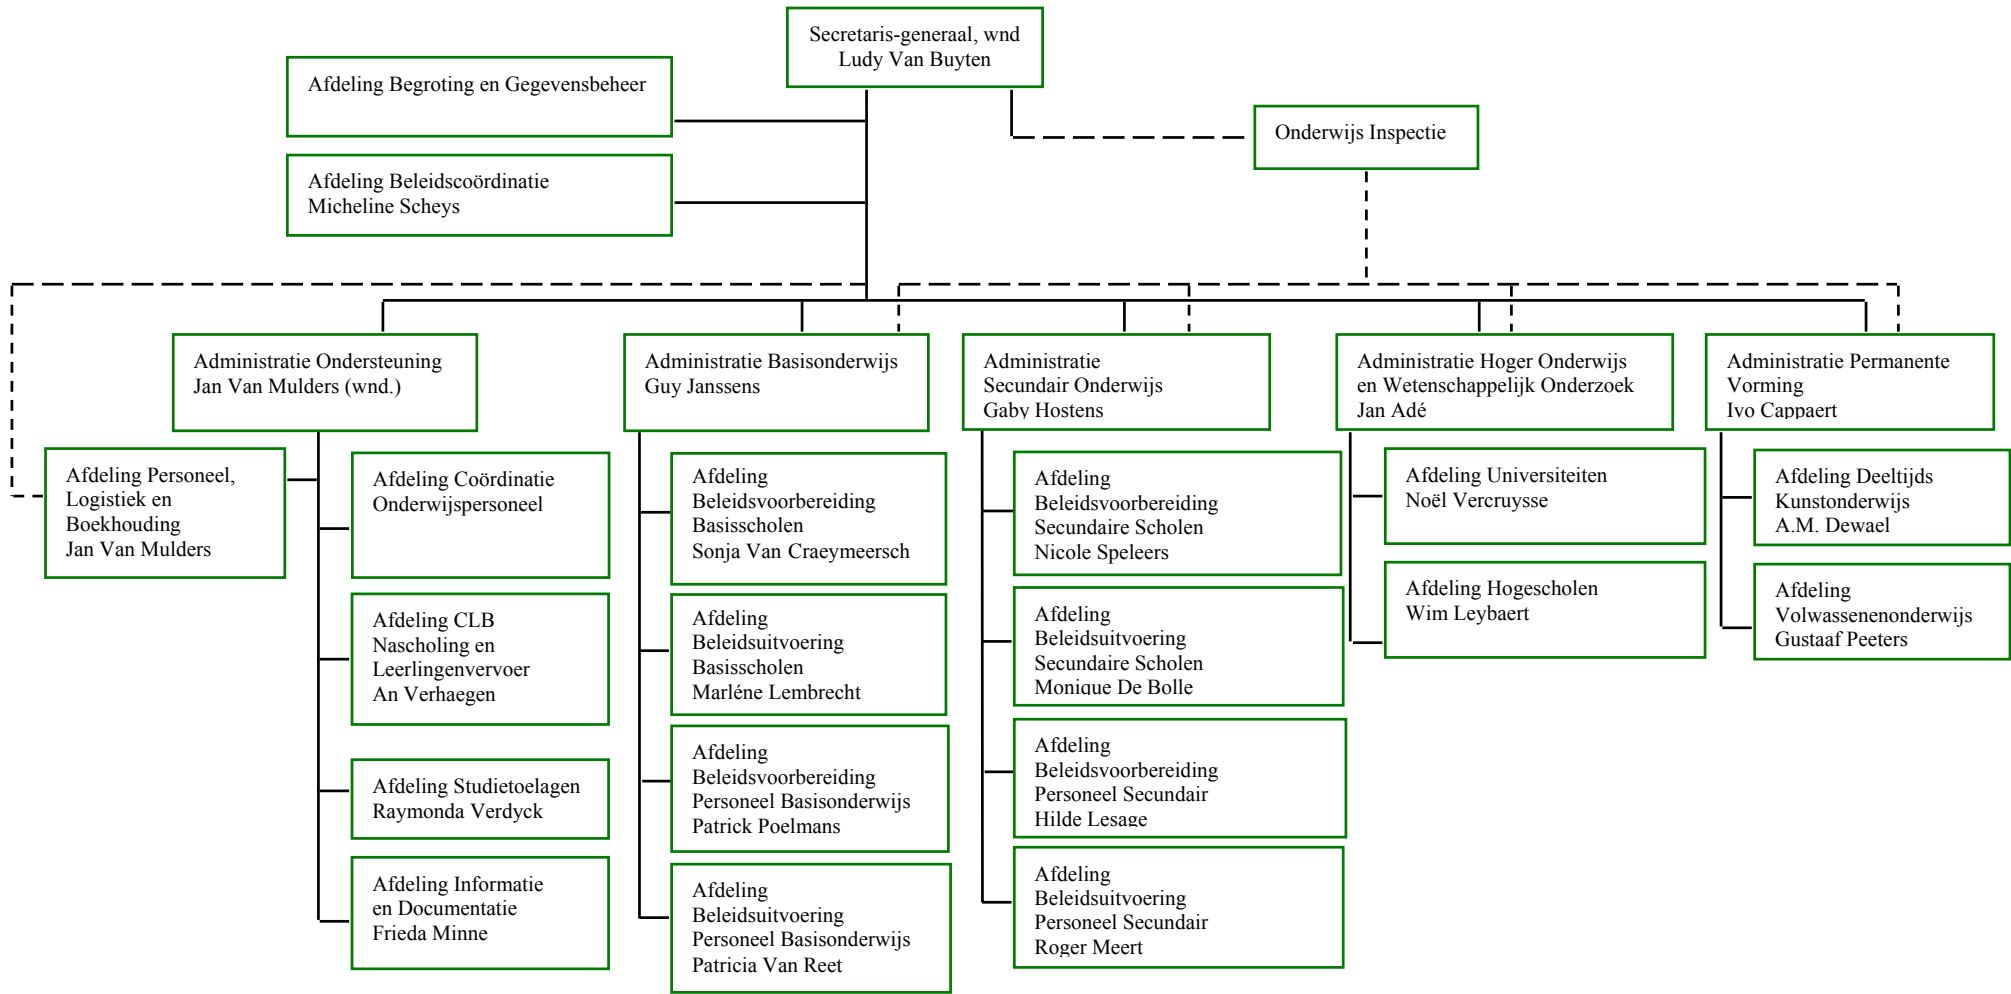 Secretaris-generaal, wnd
Ludy Van Buyten
Afdeling Begroting en Gegevensbeheer
Onderwijs Inspectie
Afdeling Beleidscoördinatie
Micheline Scheys
Administratie Ondersteuning
Jan Van Mulders (wnd.)
Administratie Basisonderwijs
Guy Janssens
Administratie
Secundair Onderwijs
Gaby Hostens
Administratie Hoger Onderwijs
en Wetenschappelijk Onderzoek
Jan Adé
Administratie Permanente
Vorming
Ivo Cappaert
Afdeling Personeel,
Logistiek en
Boekhouding
Jan Van Mulders
Afdeling Coördinatie
Onderwijspersoneel
Afdeling CLB
Nascholing en
Leerlingenvervoer
An Verhaegen
Afdeling Studietoelagen
Raymonda Verdyck
Afdeling Informatie
en Documentatie
Frieda Minne
Afdeling
Beleidsvoorbereiding
Basisscholen
Sonja Van Craeymeersch
Afdeling
Beleidsuitvoering
Basisscholen
Marléne Lembrecht
Afdeling
Beleidsvoorbereiding
Personeel Basisonderwijs
Patrick Poelmans
Afdeling
Beleidsuitvoering
Personeel Basisonderwijs
Patricia Van Reet
Afdeling
Beleidsvoorbereiding
Secundaire Scholen
Nicole Speleers
Afdeling
Beleidsuitvoering
Secundaire Scholen
Monique De Bolle
Afdeling
Beleidsvoorbereiding
Personeel Secundair
Hilde Lesage
Afdeling
Beleidsuitvoering
Personeel Secundair
Roger Meert
Afdeling Universiteiten
Noël Vercruysse
Afdeling Hogescholen
Wim Leybaert
Afdeling Deeltijds
Kunstonderwijs
A.M. Dewael
Afdeling
Volwassenenonderwijs
Gustaaf Peeters